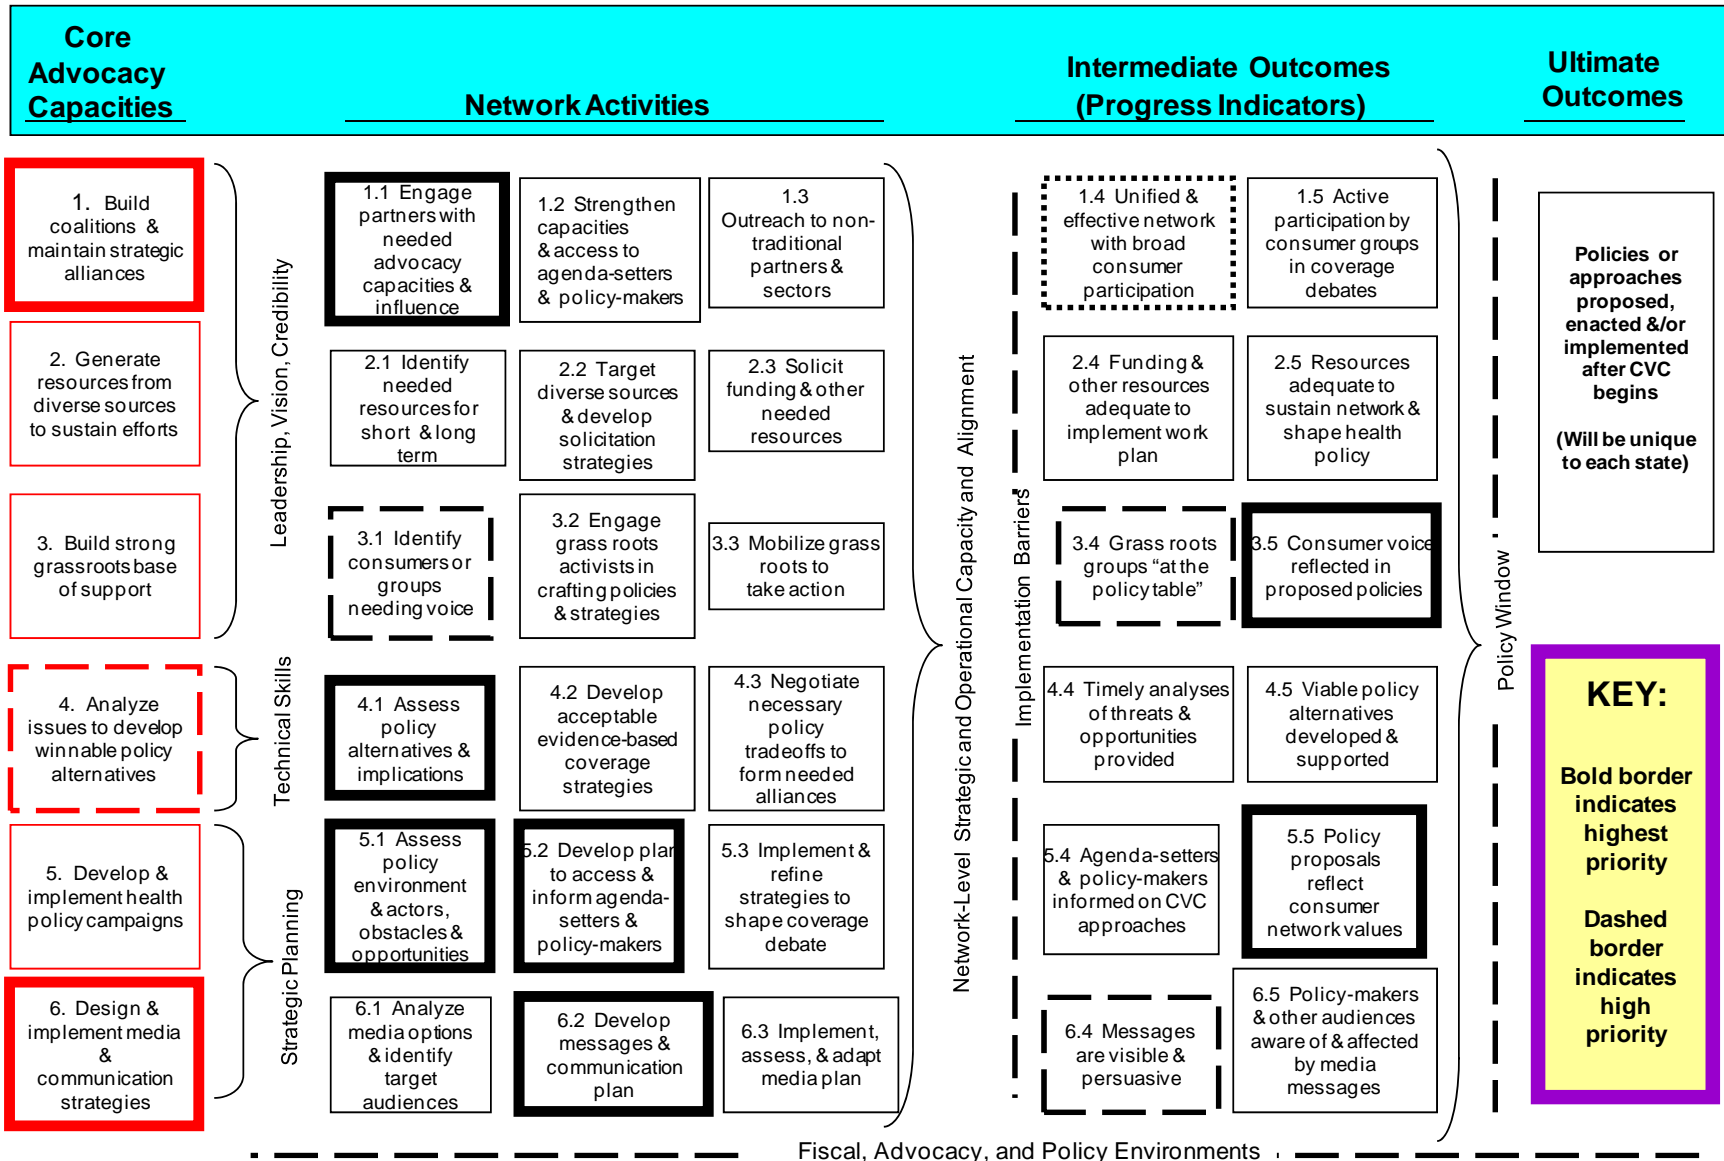 Core
Advocacy
Capacities
Network Activities
Intermediate Outcomes
(Progress Indicators)
Ultimate
Outcomes
1. Build
coalitions &
maintain strategic
alliances
2. Generate
resources from
diverse sources
to sustain efforts
3. Build strong
grassroots base
of support
4. Analyze
issues to develop
winnable policy
alternatives
5. Develop &
implement health
policy campaigns
6. Design &
implement media
&
communication
strategies
Leadership, Vision, Credibility
Technical Skills
Strategic Planning
1.1 Engage
partners with
needed
advocacy
capacities &
influence
1.2 Strengthen
capacities
& access to
agenda-setters
& policy-makers
1.3
Outreach to non-
traditional
partners &
sectors
2.1 Identify
needed
resources for
short & long
term
2.2 Target
diverse sources
& develop
solicitation
strategies
2.3 Solicit
funding & other
needed
resources
3.1 Identify
consumers or
groups
needing voice
3.2 Engage
grass roots
activists in
crafting policies
& strategies
3.3 Mobilize grass
roots to
take action
4.1 Assess
policy
alternatives &
implications
4.2 Develop
acceptable
evidence-based
coverage
strategies
4.3 Negotiate
necessary
policy
tradeoffs to
form needed
alliances
5.1 Assess
policy
environment
& actors,
obstacles &
opportunities
5.2 Develop plan
to access &
inform agenda-
setters &
policy-makers
5.3 Implement &
refine
strategies to
shape coverage
debate
6.1 Analyze
media options
& identify
target
audiences
6.2 Develop
messages &
communication
plan
6.3 Implement,
assess, & adapt
media plan
Network-Level Strategic and Operational Capacity and Alignment
Implementation Barriers
1.4 Unified &
effective network
with broad
consumer
participation
1.5 Active
participation by
consumer groups
in coverage
debates
2.4 Funding &
other resources
adequate to
implement work
plan
2.5 Resources
adequate to
sustain network &
shape health
policy
3.4 Grass roots
groups “at the
policy table”
3.5 Consumer voice
reflected in
proposed policies
4.4 Timely analyses
of threats &
opportunities
provided
4.5 Viable policy
alternatives
developed &
supported
5.4 Agenda-setters
& policy-makers
informed on CVC
approaches
5.5 Policy
proposals
reflect
consumer
network values
6.4 Messages
are visible &
persuasive
6.5 Policy-makers
& other audiences
aware of & affected
by media
messages
Policy Window
Policies or
approaches
proposed,
enacted &/or
implemented
after CVC
begins
(Will be unique
to each state)
KEY:
Bold border
indicates
highest
priority
Dashed
border
indicates
high
priority
Fiscal, Advocacy, and Policy Environments